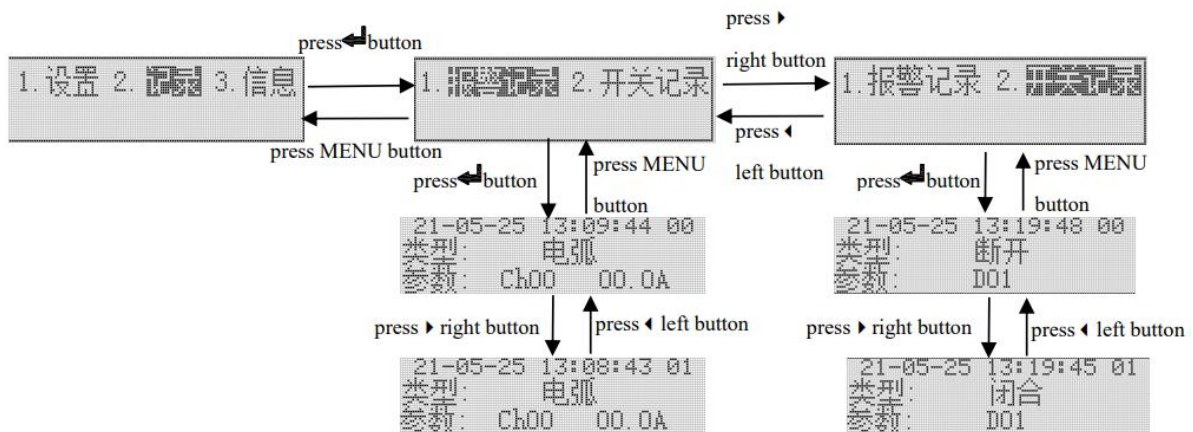 press ▶
press ↵ button
right button
1.设置 2. 记录 3.信息
1.报警记录 2.开关记录
1.报警记录 2.开关记录
press MENU button
press ◀
left button
press ↵ button
press MENU
button
press ↵ button
press MENU
button
21-05-25 13:09:44 00
类型: 电弧
参数: Ch00 00.0A
21-05-25 13:19:48 00
类型: 断开
参数: DO1
press ▶ right button
press ◀ left button
press ▶ right button
press ◀ left button
21-05-25 13:08:43 01
类型: 电弧
参数: Ch00 00.0A
21-05-25 13:19:45 01
类型: 闭合
参数: DO1